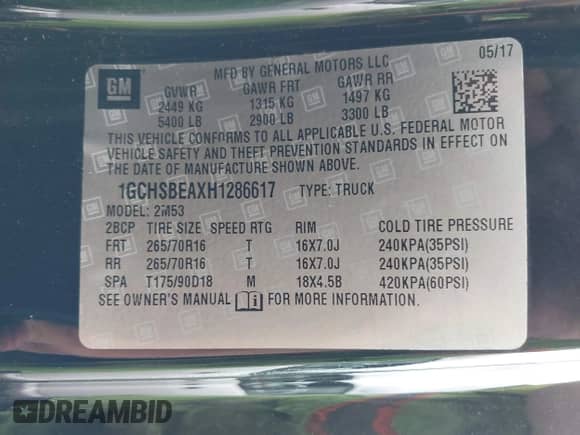 MFD BY GENERAL MOTORS LLC 05/17
GM GVWR GAWR FRT GAWR RR
2449 KG 1315 KG 1497 KG
5400 LB 2900 LB 3300 LB
THIS VEHICLE CONFORMS TO ALL APPLICABLE U.S. FEDERAL MOTOR
VEHICLE SAFETY AND THEFT PREVENTION STANDARDS IN EFFECT ON
THE DATE OF MANUFACTURE SHOWN ABOVE.
1GCHSBEAXH1286617 TYPE: TRUCK
MODEL: 2M53
2BCP TIRE SIZE SPEED RTG RIM COLD TIRE PRESSURE
FRT 265/70R16 T 16X7.0J 240KPA(35PSI)
RR 265/70R16 T 16X7.0J 240KPA(35PSI)
SPA T175/90D18 M 18X4.5B 420KPA(60PSI)
SEE OWNER'S MANUAL FOR MORE INFORMATION.
DREAMBID